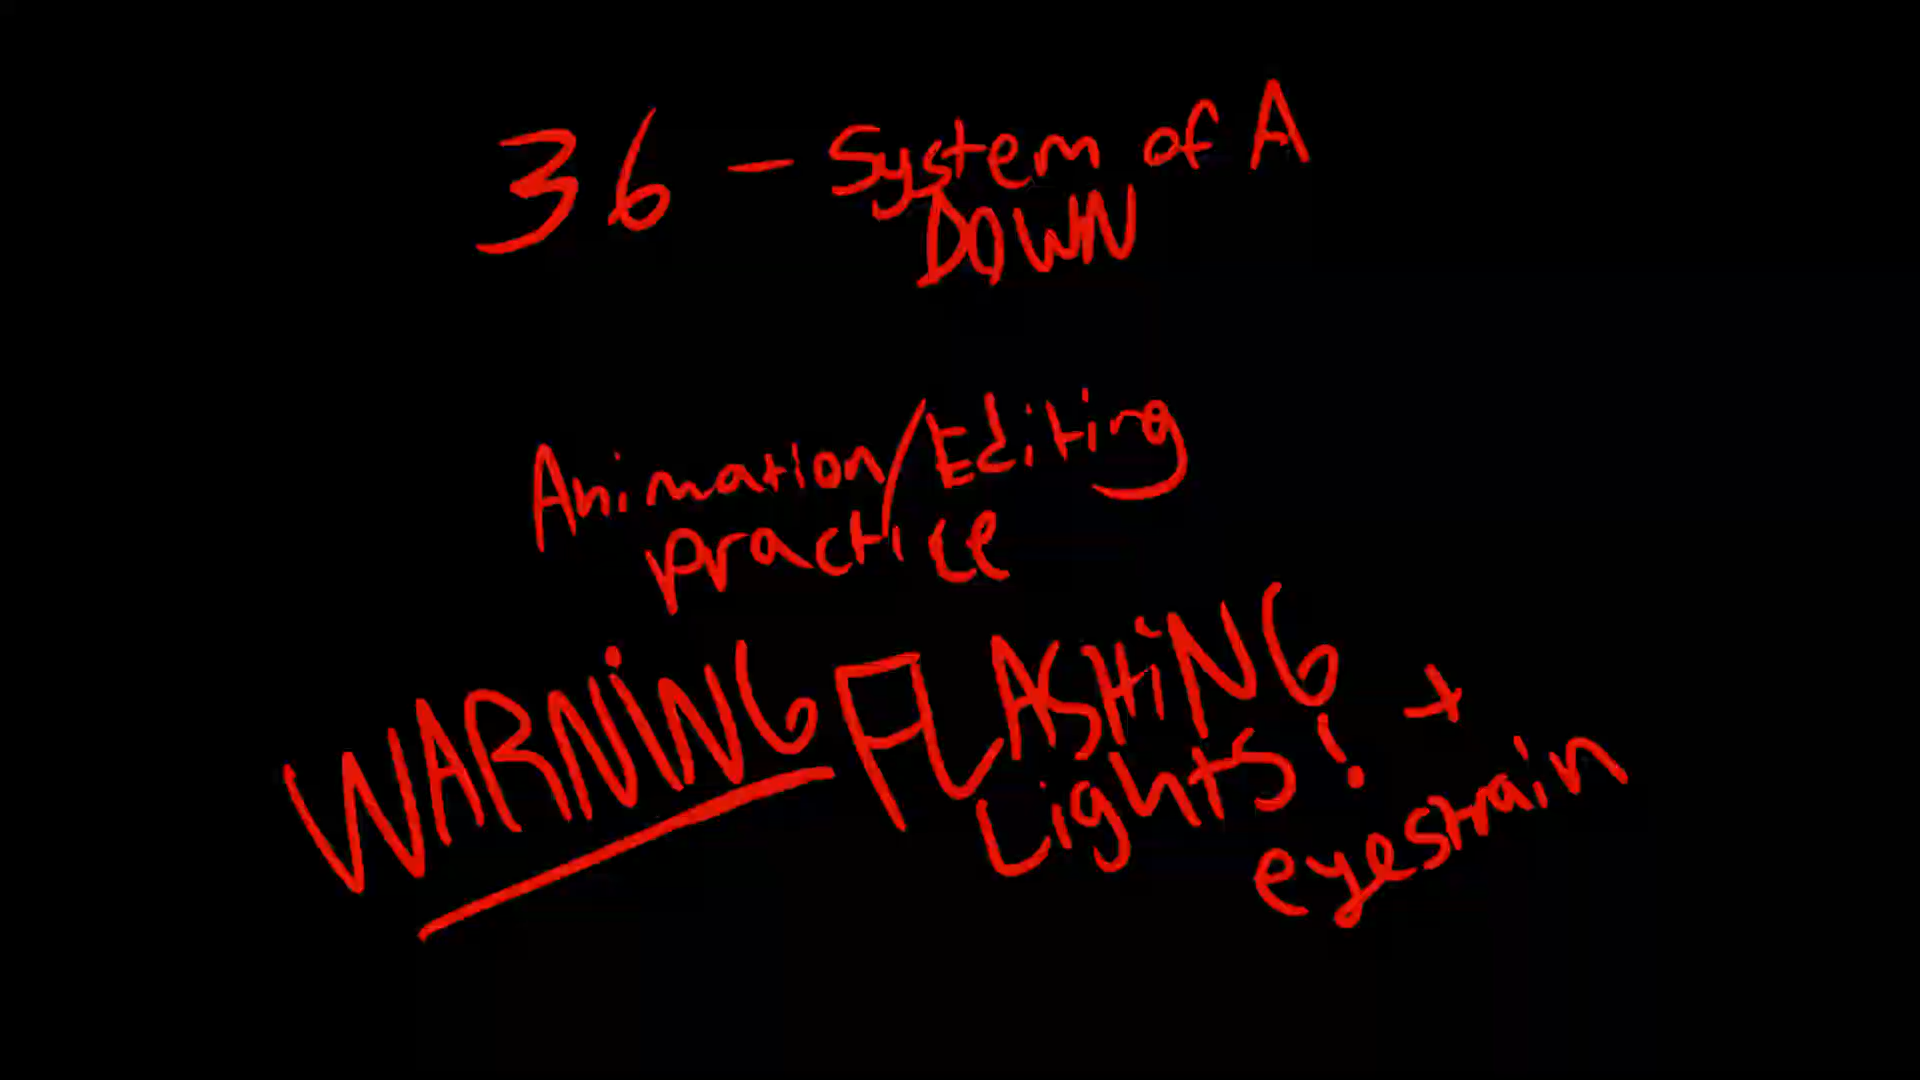 36 - System of A
DOWN
Animation/Editing
practice
WARNING FLASHING
Lights! +
eyestrain